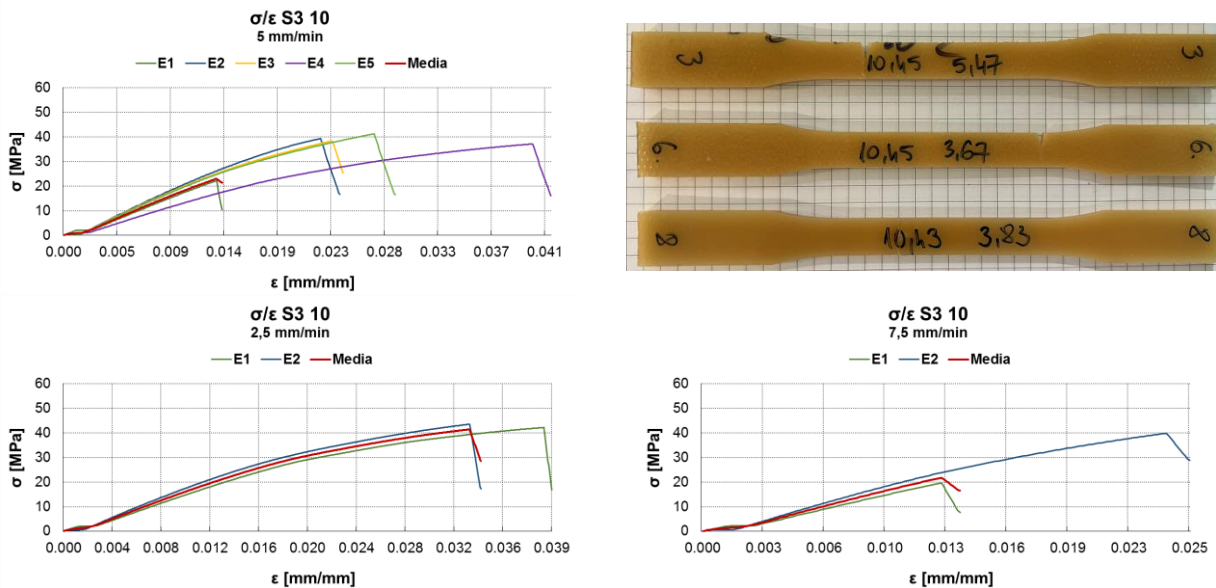 σ/ε S3 10
5 mm/min
E1 E2 E3 E4 E5 Media
60
50
40
30
20
10
0
σ [MPa]
0.000 0.005 0.009 0.014 0.019 0.023 0.028 0.032 0.041
ε [mm/mm]
3 10,45 5,47 3
6. 10,45 3,67 6.
8 10,43 3,83 8
σ/ε S3 10
2,5 mm/min
E1 E2 Media
60
50
40
30
20
10
0
σ [MPa]
0.000 0.004 0.008 0.012 0.016 0.020 0.024 0.028 0.032 0.036 0.039
ε [mm/mm]
σ/ε S3 10
7,5 mm/min
E1 E2 Media
60
50
40
30
20
10
0
σ [MPa]
0.000 0.003 0.006 0.010 0.013 0.016 0.019 0.023 0.025
ε [mm/mm]